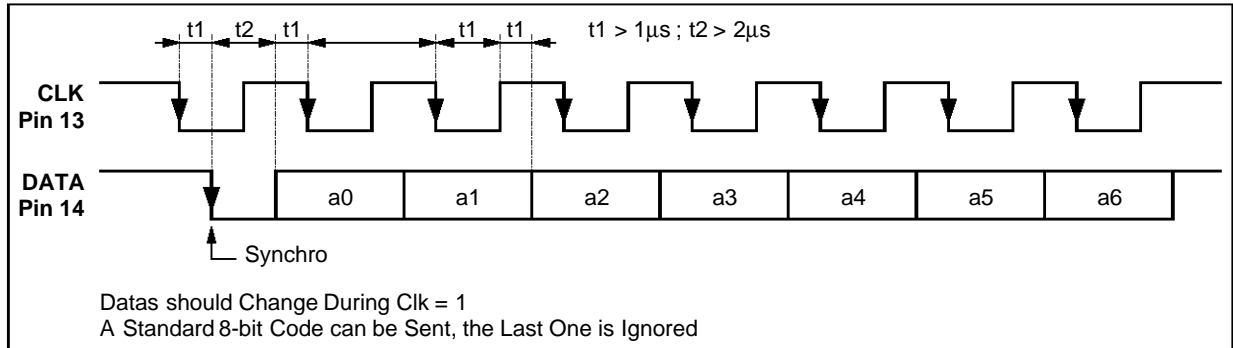 t1 t2 t1 t1 t1 t1 > 1μs ; t2 > 2μs
CLK
Pin 13
DATA
Pin 14
a0 a1 a2 a3 a4 a5 a6
Synchro
Datas should Change During Clk = 1
A Standard 8-bit Code can be Sent, the Last One is Ignored